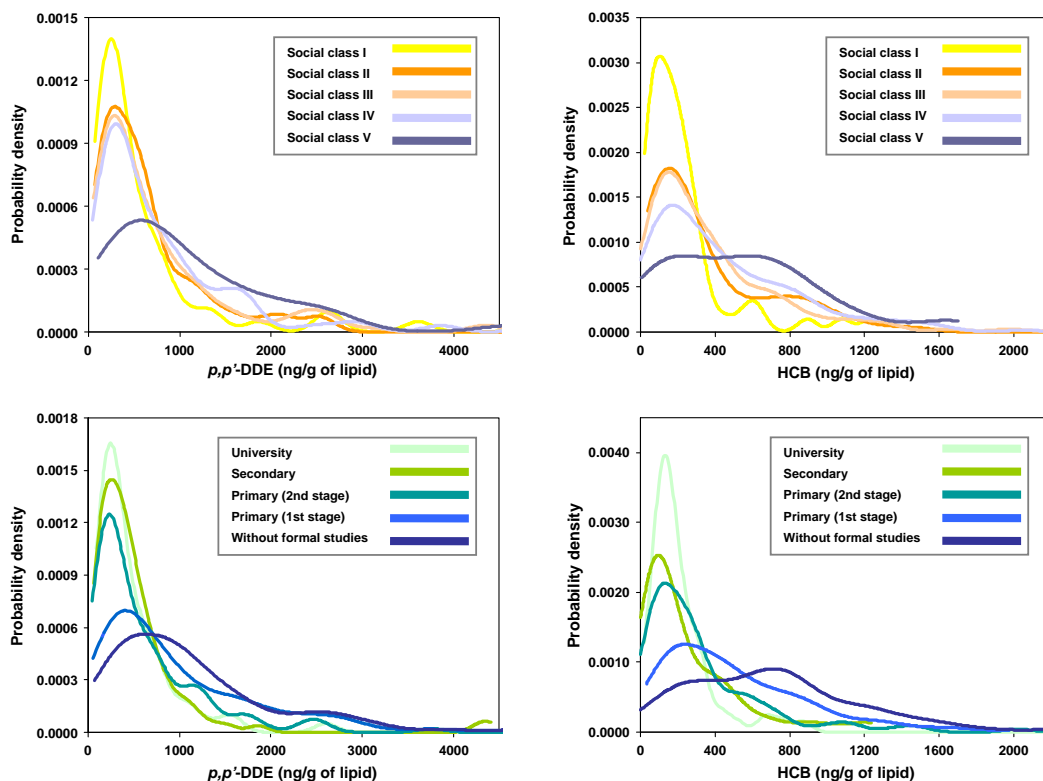 0.0015
0.0012
0.0009
0.0006
0.0003
0.0000
Probability density
Social class I
Social class II
Social class III
Social class IV
Social class V
0
1000
2000
3000
4000
p,p'-DDE (ng/g of lipid)
0.0035
0.0030
0.0025
0.0020
0.0015
0.0010
0.0005
0.0000
Probability density
Social class I
Social class II
Social class III
Social class IV
Social class V
0
400
800
1200
1600
2000
HCB (ng/g of lipid)
0.0018
0.0015
0.0012
0.0009
0.0006
0.0003
0.0000
Probability density
University
Secondary
Primary (2nd stage)
Primary (1st stage)
Without formal studies
0
1000
2000
3000
4000
p,p'-DDE (ng/g of lipid)
0.0040
0.0030
0.0020
0.0010
0.0000
Probability density
University
Secondary
Primary (2nd stage)
Primary (1st stage)
Without formal studies
0
400
800
1200
1600
2000
HCB (ng/g of lipid)